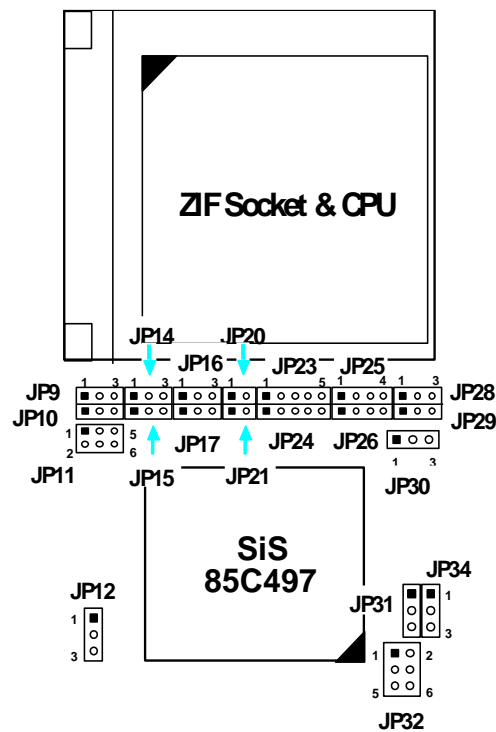 ZIF Socket & CPU
JP14 JP20
JP16 JP23 JP25
JP9 1 3 1 3 1 3 1 1 5 1 4 1 3 JP28
JP10 JP29
1 5 JP17 JP24 JP26
2 6
JP11 JP15 JP21 1 3
JP30
SiS
85C497
JP12
1
3
JP31 JP34
1
3
1 2
5 6
JP32